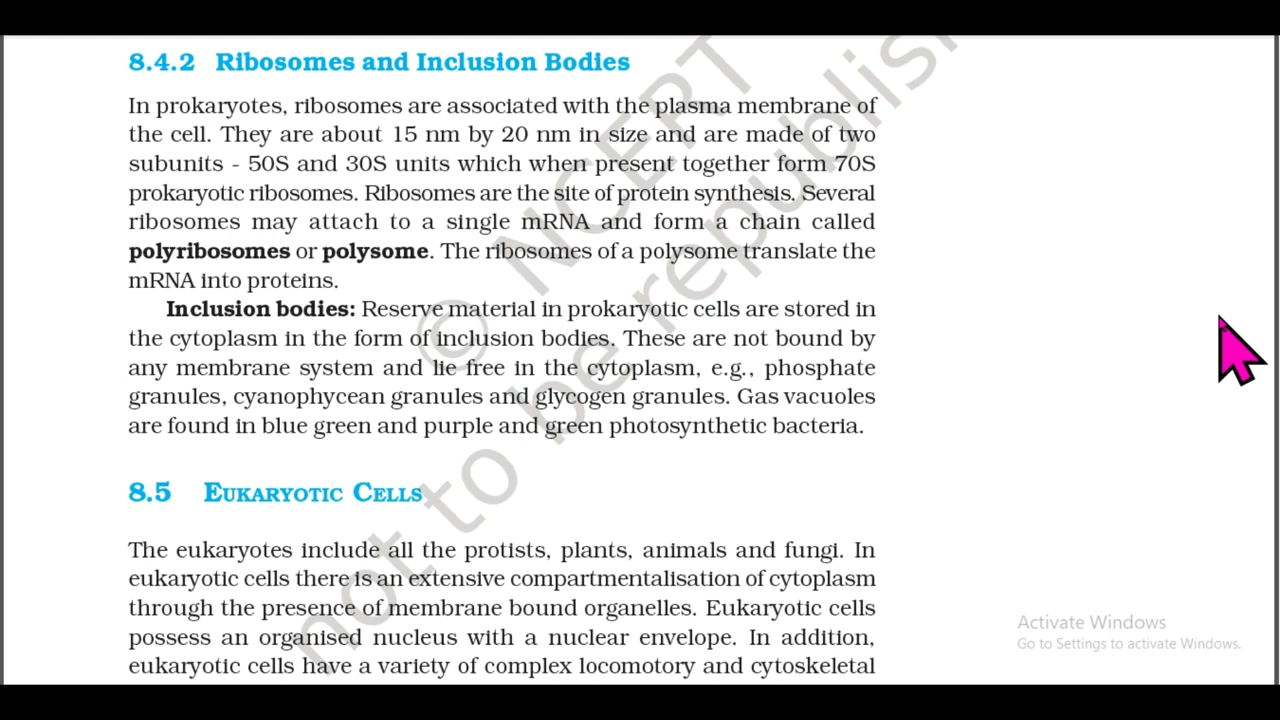 8.4.2 Ribosomes and Inclusion Bodies
In prokaryotes, ribosomes are associated with the plasma membrane of
the cell. They are about 15 nm by 20 nm in size and are made of two
subunits - 50S and 30S units which when present together form 70S
prokaryotic ribosomes. Ribosomes are the site of protein synthesis. Several
ribosomes may attach to a single mRNA and form a chain called
polyribosomes or polysome. The ribosomes of a polysome translate the
mRNA into proteins.
Inclusion bodies: Reserve material in prokaryotic cells are stored in
the cytoplasm in the form of inclusion bodies. These are not bound by
any membrane system and lie free in the cytoplasm, e.g., phosphate
granules, cyanophycean granules and glycogen granules. Gas vacuoles
are found in blue green and purple and green photosynthetic bacteria.
8.5 EUKARYOTIC CELLS
The eukaryotes include all the protists, plants, animals and fungi. In
eukaryotic cells there is an extensive compartmentalisation of cytoplasm
through the presence of membrane bound organelles. Eukaryotic cells
possess an organised nucleus with a nuclear envelope. In addition,
eukaryotic cells have a variety of complex locomotory and cytoskeletal
© NCERT
not to be republish
Activate Windows
Go to Settings to activate Windows.